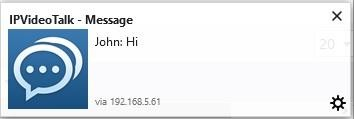 IPVideoTalk - Message
John: Hi
20
via 192.168.5.61